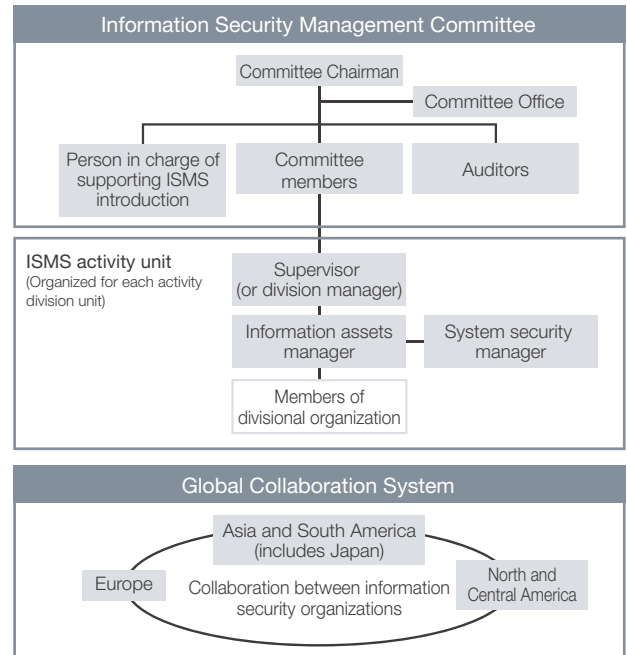 Information Security Management Committee
Committee Chairman
Committee Office
Person in charge of
supporting ISMS
introduction
Committee
members
Auditors
ISMS activity unit
(Organized for each activity
division unit)
Supervisor
(or division manager)
Information assets
manager
System security
manager
Members of
divisional organization
Global Collaboration System
Asia and South America
(includes Japan)
Europe
Collaboration between information
security organizations
North and
Central America